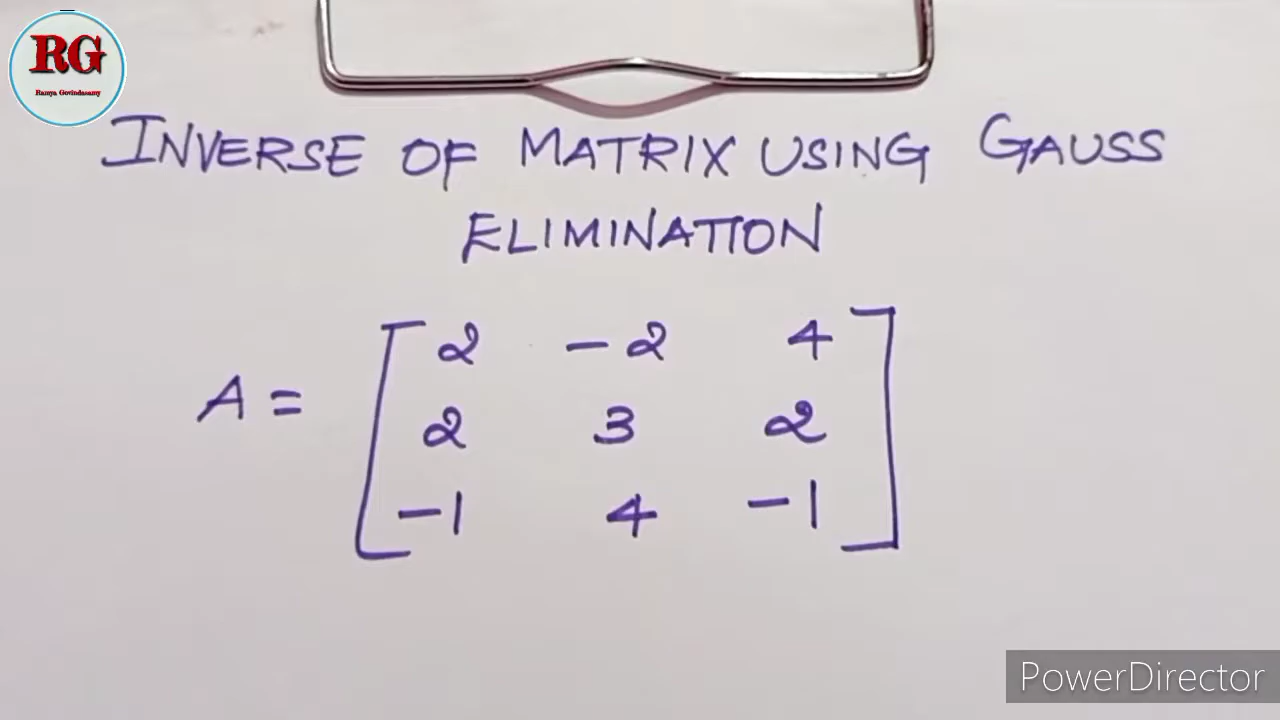 RG
Ramya Govindasamy
INVERSE OF MATRIX USING GAUSS
ELIMINATION
A = [ 2 -2 4
2 3 2
-1 4 -1 ]
PowerDirector